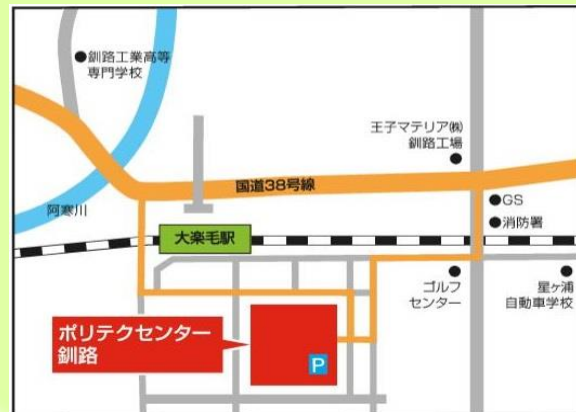 釧路工業高等
専門学校
王子マテリア㈱
釧路工場
国道38号線
GS
消防署
阿寒川
大楽毛駅
ゴルフ
センター
星ヶ浦
自動車学校
ポリテクセンター
釧路
P